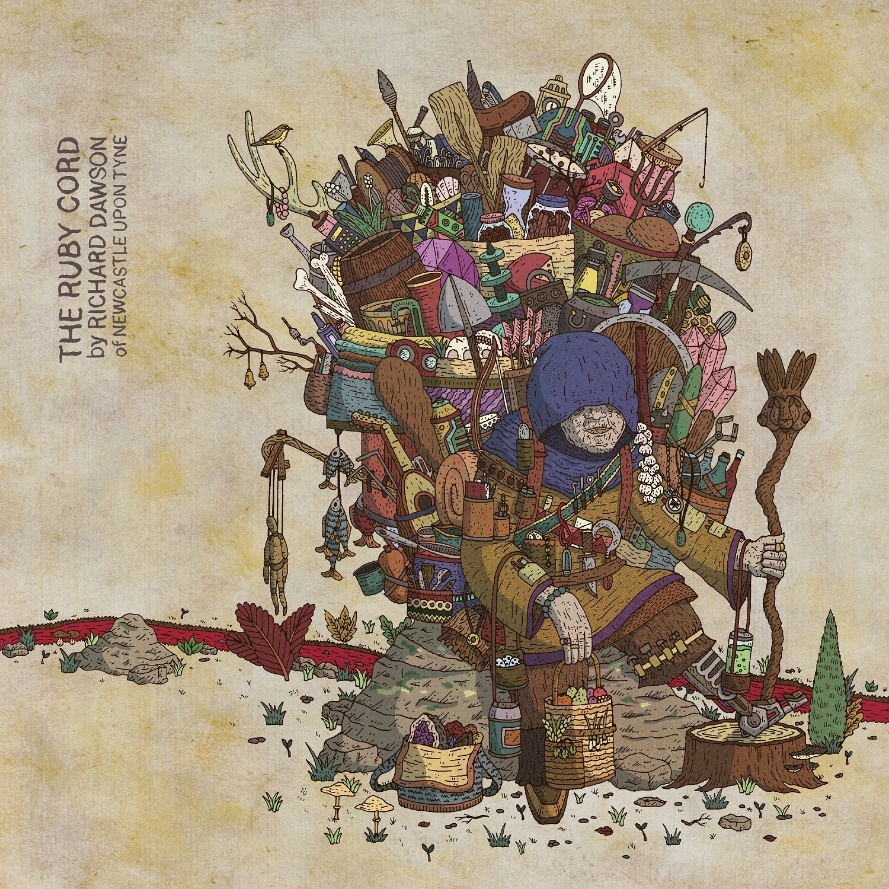 THE RUBY CORD
by RICHARD DAWSON
of NEWCASTLE UPON TYNE